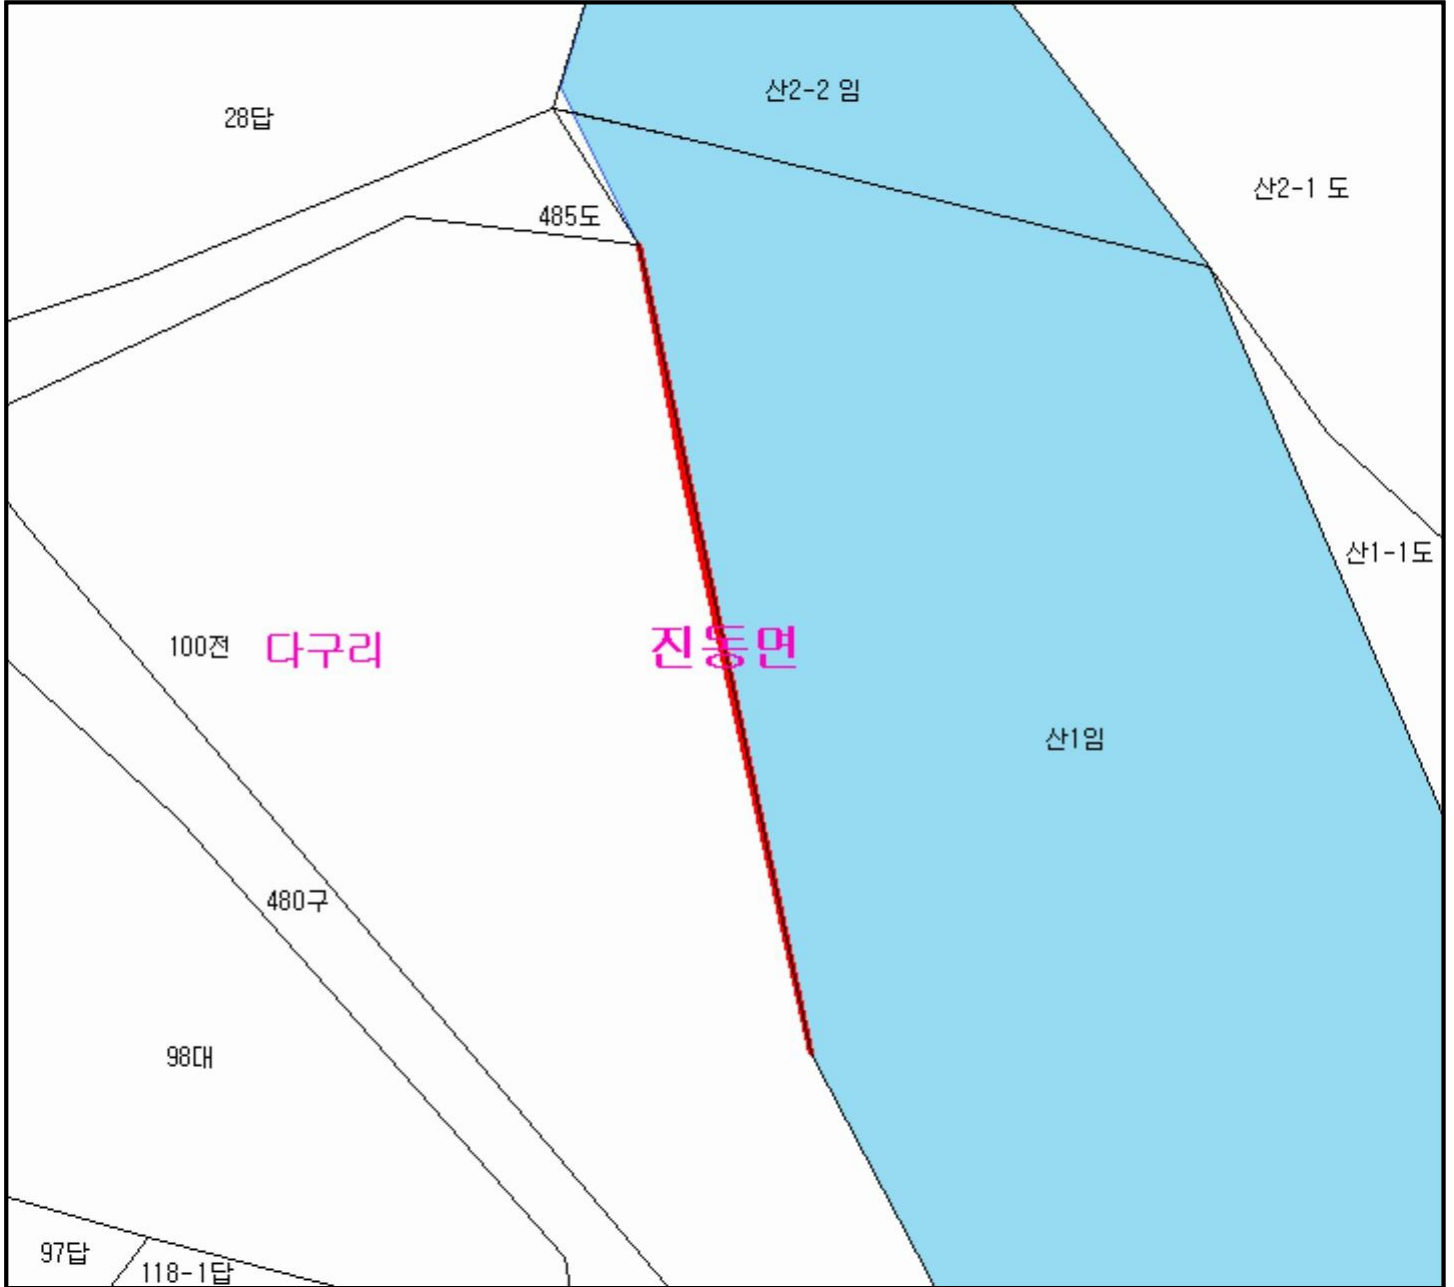 산2-2 임
28답
산2-1 도
485도
산1-1도
100전
다구리
진동면
산1임
480구
98대
97답
118-1답